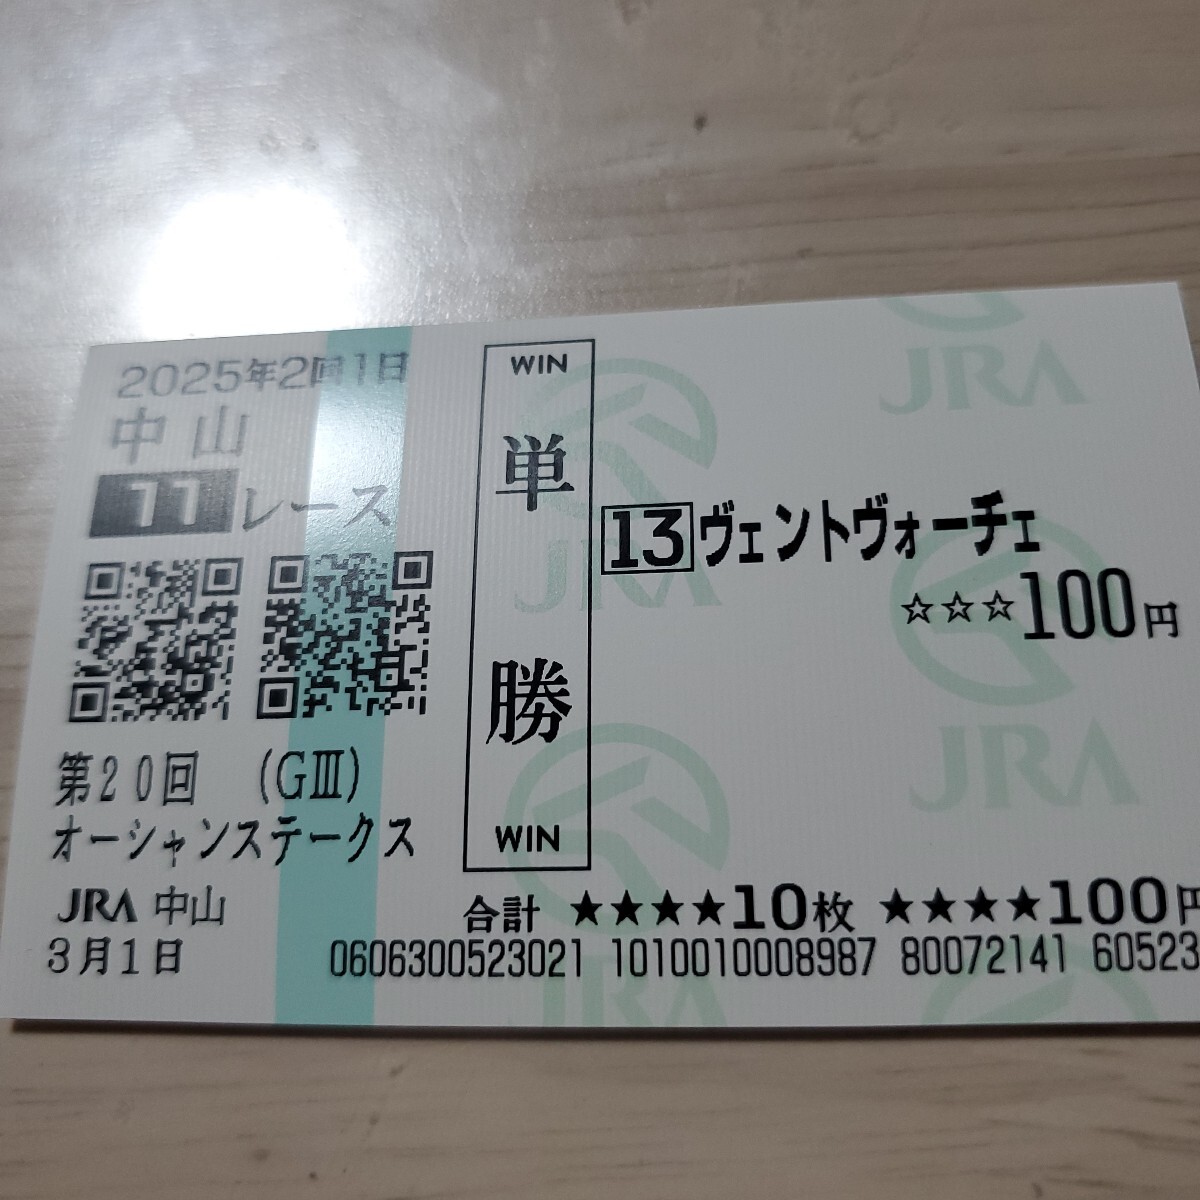 2025年2回1日
中山
11レース
第20回 (GⅢ)
オーシャンステークス
JRA 中山
3月1日
WIN
単勝
WIN
13ヴェントヴォーチェ
☆☆☆100円
合計 ★★★★10枚 ★★★★100円
0606300523021 1010010008987 80072141 60523
JRA
JRA
JRA
JRA